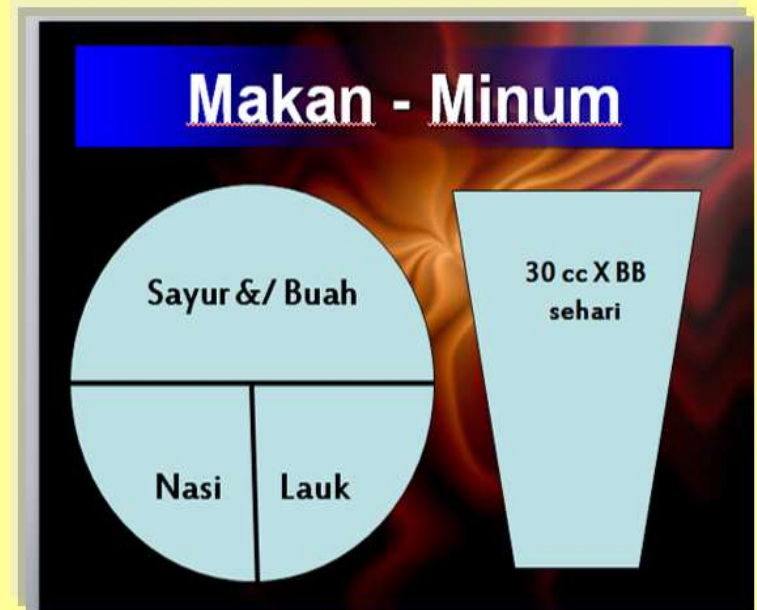 Makan - Minum
Sayur &/ Buah
Nasi
Lauk
30 cc X BB
sehari